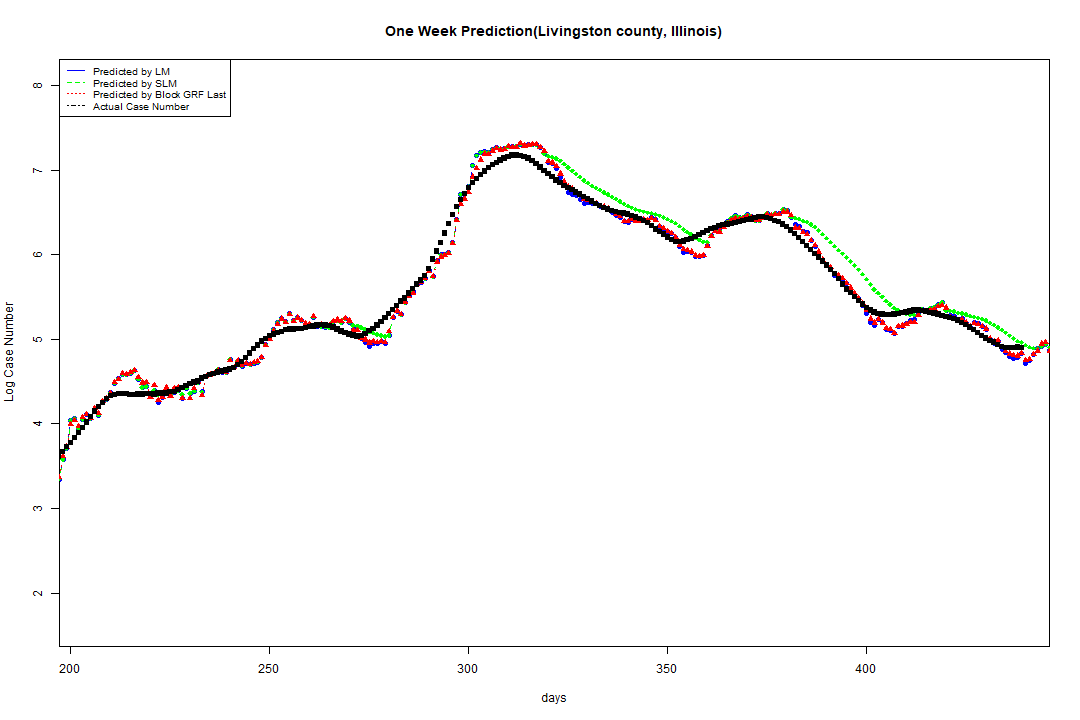 One Week Prediction(Livingston county, Illinois)
Predicted by LM
Predicted by SLM
Predicted by Block GRF Last
Actual Case Number
8
7
6
5
4
3
2
Log Case Number
200 250 300 350 400
days